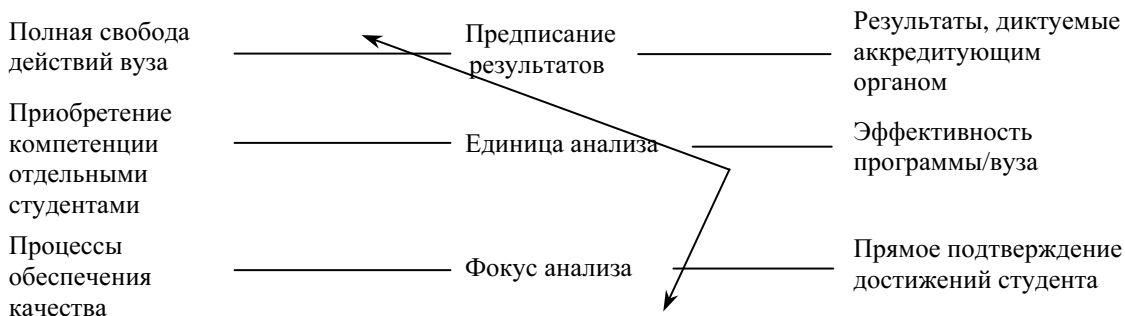 Полная свобода
действий вуза
Предписание
результатов
Результаты, диктуемые
аккредитующим
органом
Приобретение
компетенции
отдельными
студентами
Единица анализа
Эффективность
программы/вуза
Процессы
обеспечения
качества
Фокус анализа
Прямое подтверждение
достижений студента